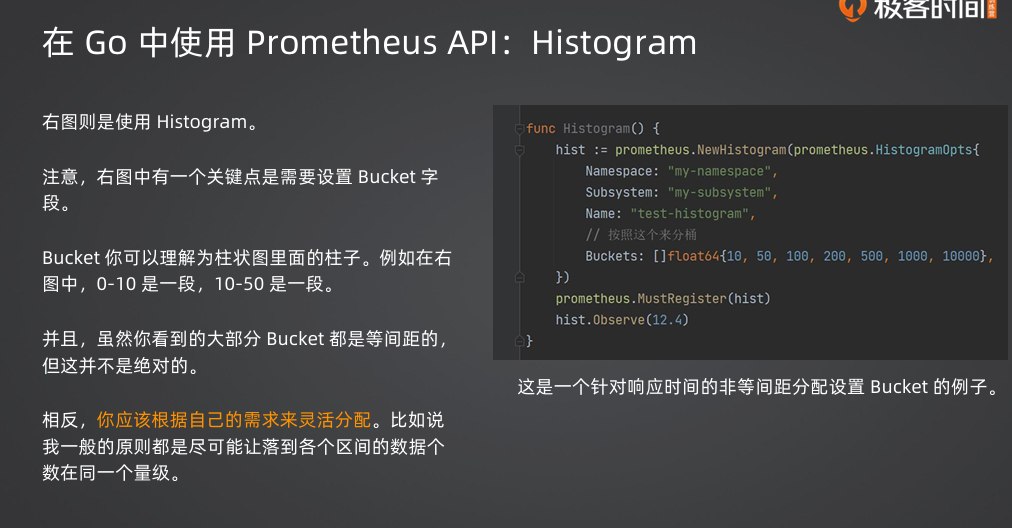 极客时间
在 Go 中使用 Prometheus API：Histogram
右图则是使用 Histogram。
注意，右图中有一个关键点是需要设置 Bucket 字
段。
Bucket 你可以理解为柱状图里面的柱子。例如在右
图中，0-10 是一段，10-50 是一段。
并且，虽然你看到的大部分 Bucket 都是等间距的，
但这并不是绝对的。
相反，你应该根据自己的需求来灵活分配。比如说
我一般的原则都是尽可能让落到各个区间的数据个
数在同一个量级。
func Histogram() {
hist := prometheus.NewHistogram(prometheus.HistogramOpts{
Namespace: "my-namespace",
Subsystem: "my-subsystem",
Name: "test-histogram",
// 按照这个来分桶
Buckets: []float64{10, 50, 100, 200, 500, 1000, 10000},
})
prometheus.MustRegister(hist)
hist.Observe(12.4)
}
这是一个针对响应时间的非等间距分配设置 Bucket 的例子。